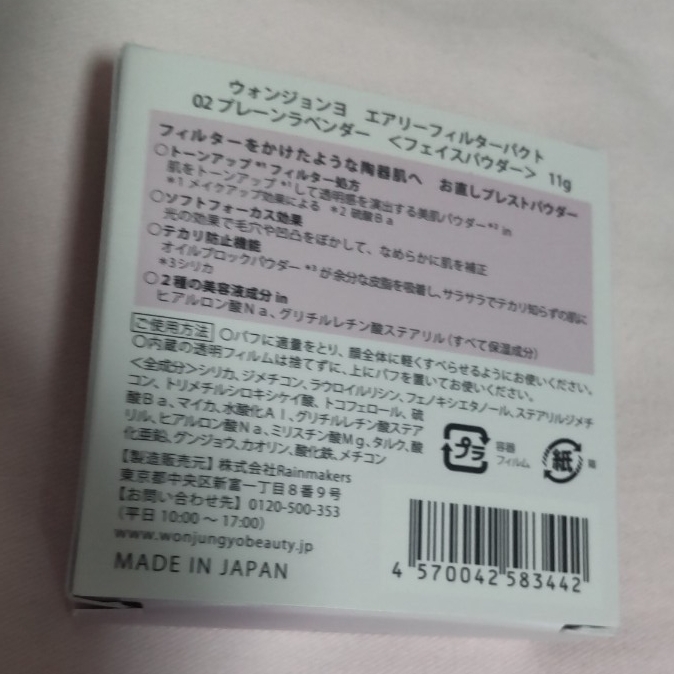 ウォンジョンヨ　エアリーフィルターパクト
02 プレーンラベンダー　＜フェイスパウダー＞　11g
フィルターをかけたような陶器肌へ　お直しプレストパウダー
○トーンアップ*¹フィルター処方
肌をトーンアップ*¹して透明感を演出する美肌パウダー*² in
*1 メイクアップ効果による　*2 硫酸Ｂａ
○ソフトフォーカス効果
光の効果で毛穴や凹凸をぼかして、なめらかに肌を補正
○テカリ防止機能
オイルブロックパウダー*³が余分な皮脂を吸着し、サラサラでテカリ知らずの肌に
*3シリカ
○２種の美容液成分 in
ヒアルロン酸Ｎａ、グリチルレチン酸ステアリル（すべて保湿成分）
ご使用方法 ○パフに適量をとり、顔全体に軽くすべらせるようにお使いください。
○内蔵の透明フィルムは捨てずに、上にパフを置いてお使いください。
＜全成分＞シリカ、ジメチコン、ラウロイルリシン、フェノキシエタノール、ステアリルジメチ
コン、トリメチルシロキシケイ酸、トコフェロール、硫
酸Ｂａ、マイカ、水酸化Ａｌ、グリチルレチン酸ステア
リル、ヒアルロン酸Ｎａ、ミリスチン酸Ｍｇ、タルク、酸
化亜鉛、グンジョウ、カオリン、酸化鉄、メチコン
プラ
容器
フィルム
紙
箱
【製造販売元】株式会社Rainmakers
東京都中央区新富一丁目８番９号
【お問い合わせ先】0120-500-353
（平日 10:00 ～ 17:00）
www.wonjungyobeauty.jp
MADE IN JAPAN
4 570042 583442